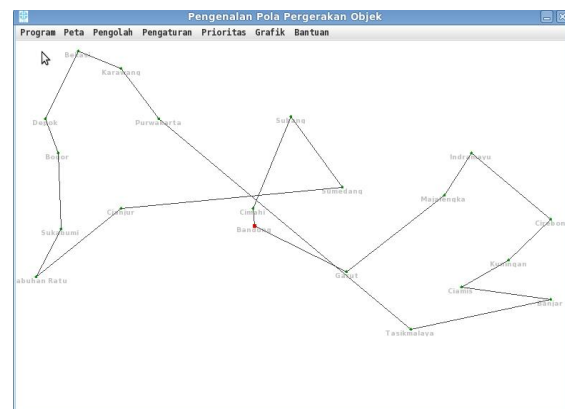 Pengenalan Pola Pergerakan Objek
Program Peta Pengolah Pengaturan Prioritas Grafik Bantuan
Bekasi
Karawang
Depok
Purwakarta
Subang
Bogor
Indramayu
Sumedang
Majalengka
Cianjur
Cimahi
Cirebon
Sukabumi
Bandung
Kuningan
Garut
abuhan Ratu
Ciamis
Banjar
Tasikmalaya